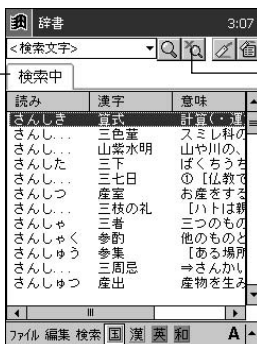 辞書 3:07
<検索文字>
検索中
読み 漢字 意味
さんしき 算式 計算(・運
さんし... 三色菫 スミレ科の
さんし... 山紫水明 山や川の、
さんした 三下 ばくちうち
さんし... 三七日 ① [仏教で
さんしつ 産室 お産をする
さんし... 三枝の礼 [ハトは親
さんしゃ 三者 三つのもの
さんしゃく 参酌 他のものと
さんしゅう 参集 [ある場所
さんし... 三周忌 ⇒さんかい
さんしゅつ 産出 産物を生み
ファイル 編集 検索 国 漢 英 和 A